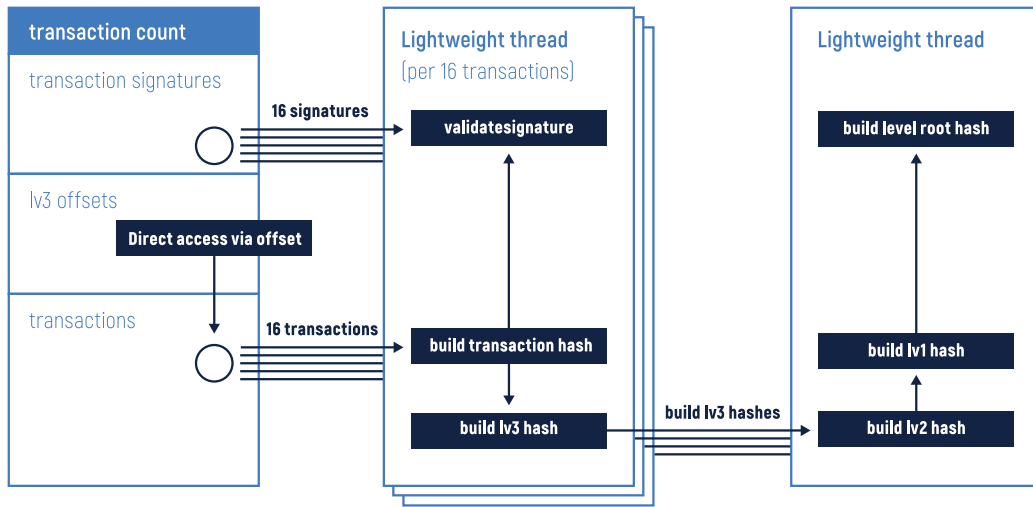 transaction count
transaction signatures
16 signatures
lv3 offsets
Direct access via offset
transactions
16 transactions
Lightweight thread
(per 16 transactions)
validatesignature
build transaction hash
build lv3 hash
build lv3 hashes
Lightweight thread
build level root hash
build lv1 hash
build lv2 hash